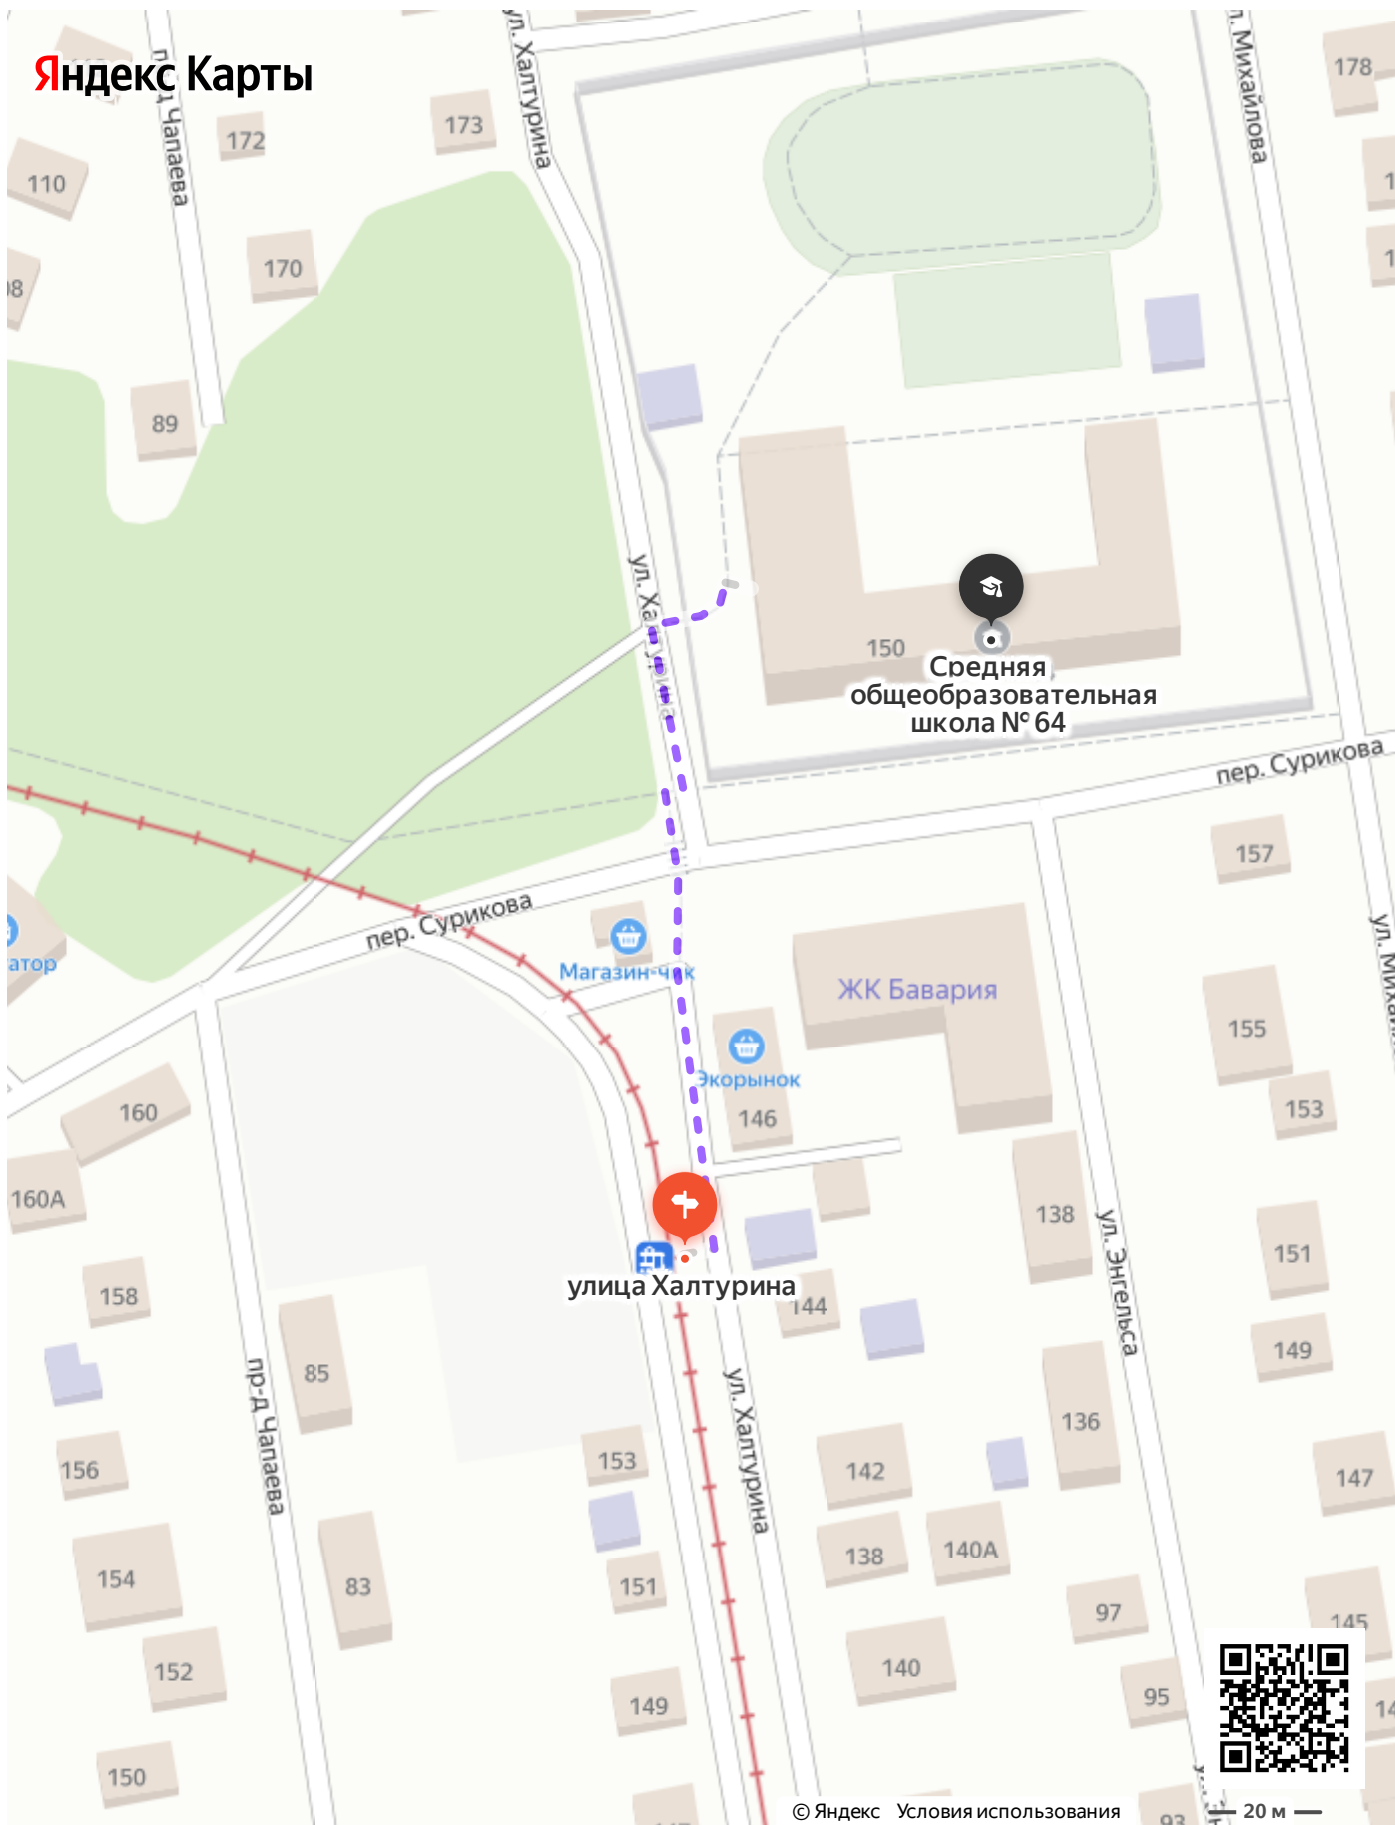 ул. Халтурина
л. Михайлова
Яндекс Карты
178
173
172
пр-д Чапаева
110
170
89
ул. Халтурина
150
Средняя
общеобразовательная
школа № 64
пер. Сурикова
157
пер. Сурикова
атор
Магазин-чик
ЖК Бавария
155
Экорынок
160
146
153
160А
138
ул. Энгельса
151
158
улица Халтурина
144
149
85
пр-д Чапаева
ул. Халтурина
136
153
156
142
147
138
140А
154
83
151
97
145
152
140
149
95
150
93
© Яндекс Условия использования
20 м